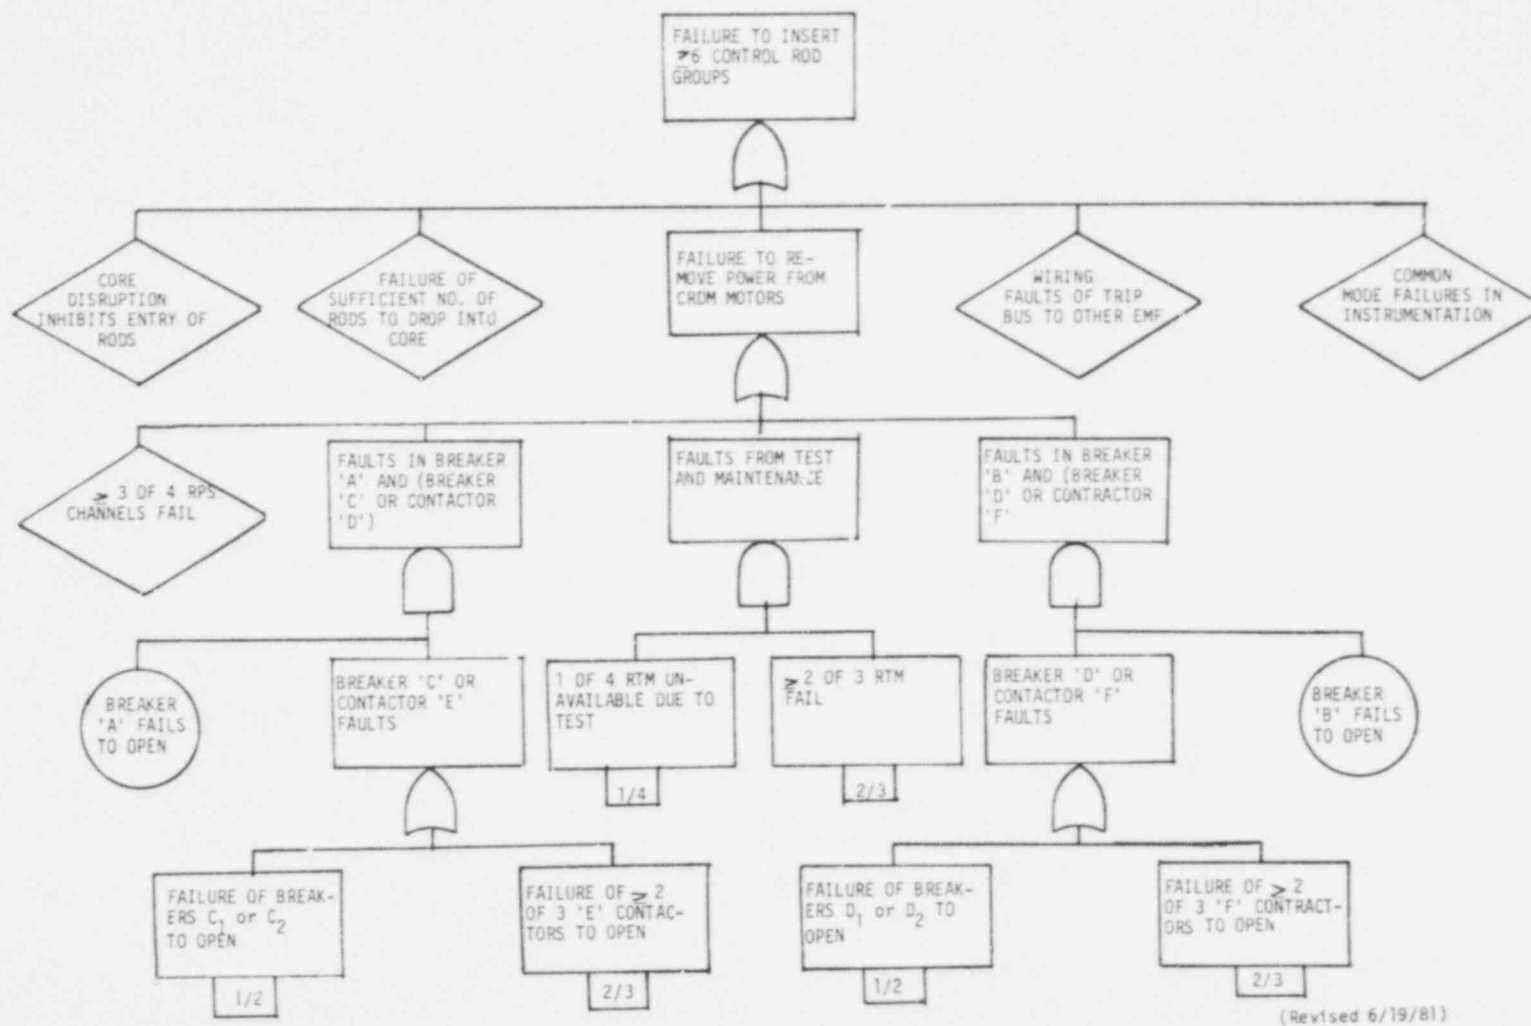 FAILURE TO INSERT
≥6 CONTROL ROD
GROUPS
CORE
DISRUPTION
INHIBITS ENTRY OF
RODS
FAILURE OF
SUFFICIENT NO. OF
RODS TO DROP INTO
CORE
FAILURE TO RE-
MOVE POWER FROM
CRDM MOTORS
WIRING
FAULTS OF TRIP
BUS TO OTHER EMF
COMMON
MODE FAILURES IN
INSTRUMENTATION
≥ 3 OF 4 RPS
CHANNELS FAIL
FAULTS IN BREAKER
'A' AND (BREAKER
'C' OR CONTACTOR
'D')
FAULTS FROM TEST
AND MAINTENANCE
FAULTS IN BREAKER
'B' AND (BREAKER
'D' OR CONTRACTOR
'F'
BREAKER
'A' FAILS
TO OPEN
BREAKER 'C' OR
CONTACTOR 'E'
FAULTS
1 OF 4 RTM UN-
AVAILABLE DUE TO
TEST
1/4
≥ 2 OF 3 RTM
FAIL
2/3
BREAKER 'D' OR
CONTACTOR 'F'
FAULTS
BREAKER
'B' FAILS
TO OPEN
FAILURE OF BREAK-
ERS C₁ or C₂
TO OPEN
1/2
FAILURE OF ≥ 2
OF 3 'E' CONTAC-
TORS TO OPEN
2/3
FAILURE OF BREAK-
ERS D₁ or D₂ TO
OPEN
1/2
FAILURE OF ≥ 2
OF 3 'F' CONTRACT-
ORS TO OPEN
2/3
(Revised 6/19/81)